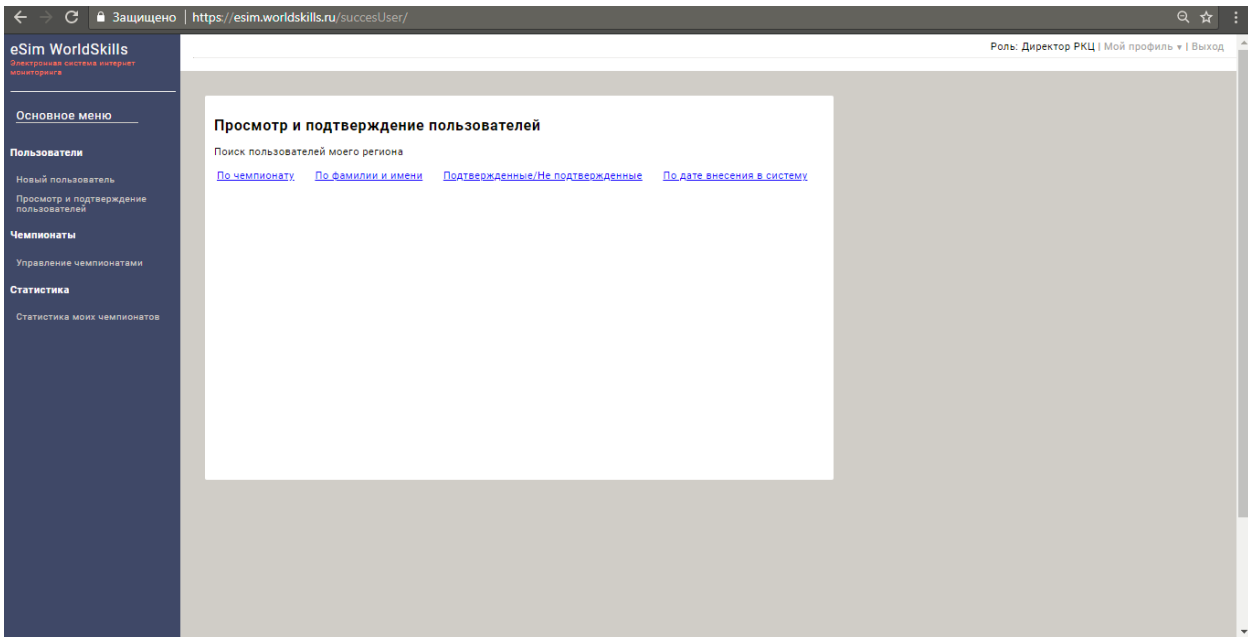 Защищено | https://esim.worldskills.ru/succesUser/
eSim WorldSkills
Электронная система интернет
мониторинга
Роль: Директор РКЦ | Мой профиль ▾ | Выход
Основное меню
Пользователи
Новый пользователь
Просмотр и подтверждение
пользователей
Чемпионаты
Управление чемпионатами
Статистика
Статистика моих чемпионатов
Просмотр и подтверждение пользователей
Поиск пользователей моего региона
По чемпионату По фамилии и имени Подтвержденные/Не подтвержденные По дате внесения в систему